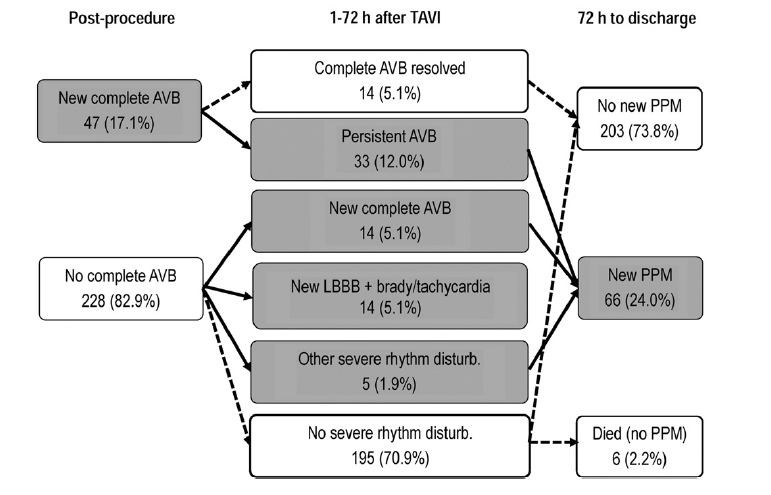 Post-procedure
1-72 h after TAVI
72 h to discharge
New complete AVB
47 (17.1%)
No complete AVB
228 (82.9%)
Complete AVB resolved
14 (5.1%)
Persistent AVB
33 (12.0%)
New complete AVB
14 (5.1%)
New LBBB + brady/tachycardia
14 (5.1%)
Other severe rhythm disturb.
5 (1.9%)
No severe rhythm disturb.
195 (70.9%)
No new PPM
203 (73.8%)
New PPM
66 (24.0%)
Died (no PPM)
6 (2.2%)